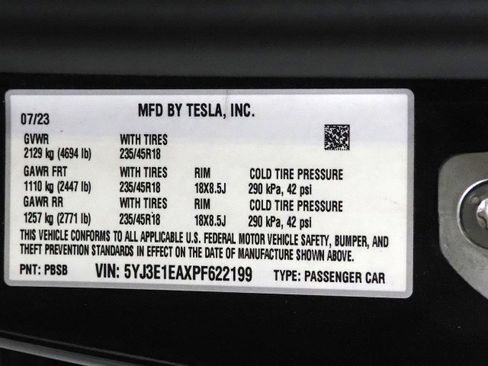 MFD BY TESLA, INC.
07/23
GVWR WITH TIRES
2129 kg (4694 lb) 235/45R18
GAWR FRT WITH TIRES RIM COLD TIRE PRESSURE
1110 kg (2447 lb) 235/45R18 18X8.5J 290 kPa, 42 psi
GAWR RR WITH TIRES RIM COLD TIRE PRESSURE
1257 kg (2771 lb) 235/45R18 18X8.5J 290 kPa, 42 psi
THIS VEHICLE CONFORMS TO ALL APPLICABLE U.S. FEDERAL MOTOR VEHICLE SAFETY, BUMPER, AND
THEFT PREVENTION STANDARDS IN EFFECT ON THE DATE OF MANUFACTURE SHOWN ABOVE.
PNT: PBSB VIN: 5YJ3E1EAXPF622199 TYPE: PASSENGER CAR